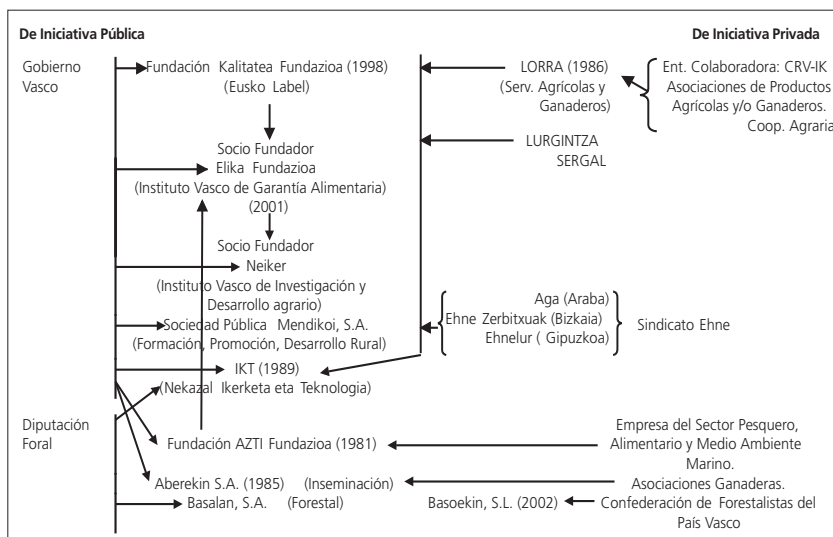 De Iniciativa Pública
De Iniciativa Privada
Gobierno
Vasco
Fundación Kalitatea Fundazioa (1998)
(Eusko Label)
Socio Fundador
Elika Fundazioa
(Instituto Vasco de Garantía Alimentaria)
(2001)
Socio Fundador
Neiker
(Instituto Vasco de Investigación y
Desarrollo agrario)
Sociedad Pública Mendikoi, S.A.
(Formación, Promoción, Desarrollo Rural)
IKT (1989)
(Nekazal Ikerketa eta Teknologia)
LORRA (1986)
(Serv. Agrícolas y
Ganaderos)
Ent. Colaboradora: CRV-IK
Asociaciones de Productos
Agrícolas y/o Ganaderos.
Coop. Agraria
LURGINTZA
SERGAL
Aga (Araba)
Ehne Zerbitxuak (Bizkaia)
Ehnelur ( Gipuzkoa)
Sindicato Ehne
Diputación
Foral
Fundación AZTI Fundazioa (1981)
Empresa del Sector Pesquero,
Alimentario y Medio Ambiente
Marino.
Aberekin S.A. (1985) (Inseminación)
Asociaciones Ganaderas.
Basalan, S.A. (Forestal)
Basoekin, S.L. (2002)
Confederación de Forestalistas del
País Vasco